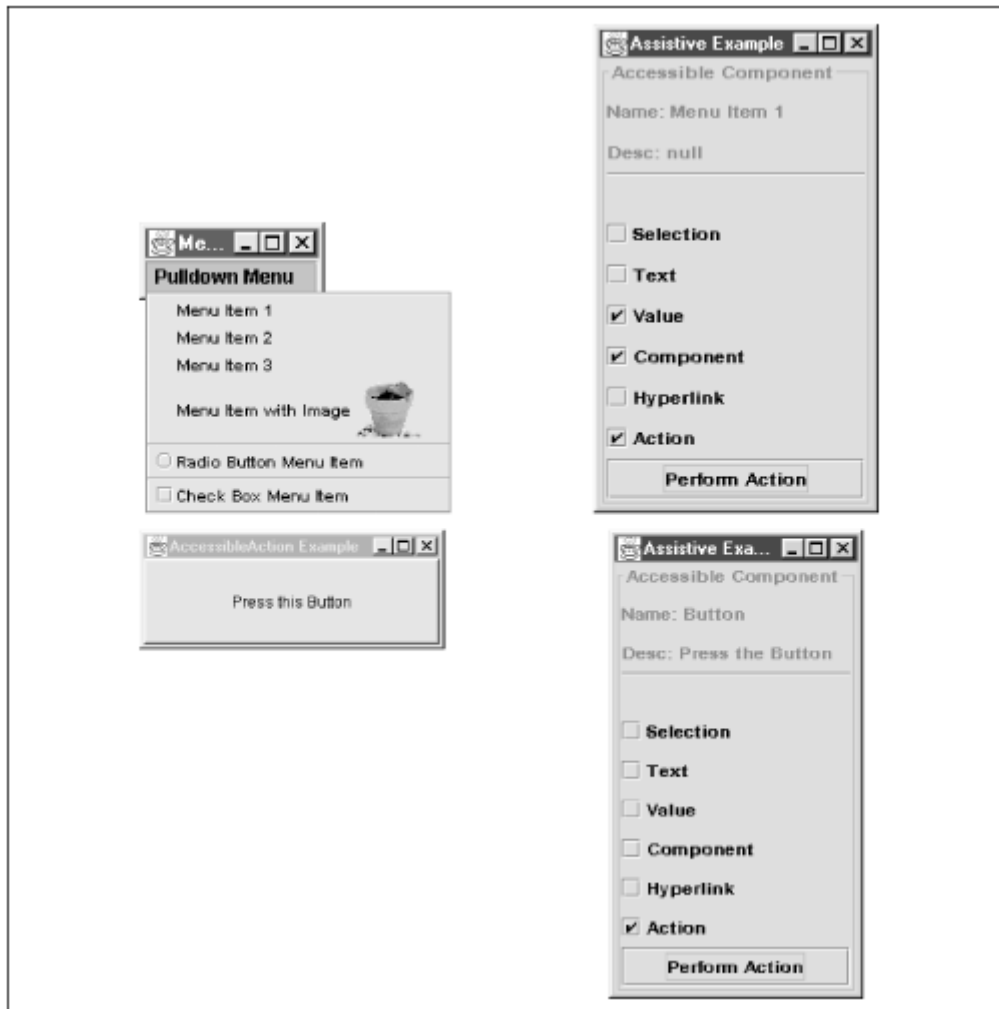 Me...
Pulldown Menu
Menu Item 1
Menu Item 2
Menu Item 3
Menu Item with Image
Radio Button Menu Item
Check Box Menu Item
Assistive Example
Accessible Component
Name: Menu Item 1
Desc: null
Selection
Text
Value
Component
Hyperlink
Action
Perform Action
AccessibleAction Example
Press this Button
Assistive Exa...
Accessible Component
Name: Button
Desc: Press the Button
Selection
Text
Value
Component
Hyperlink
Action
Perform Action